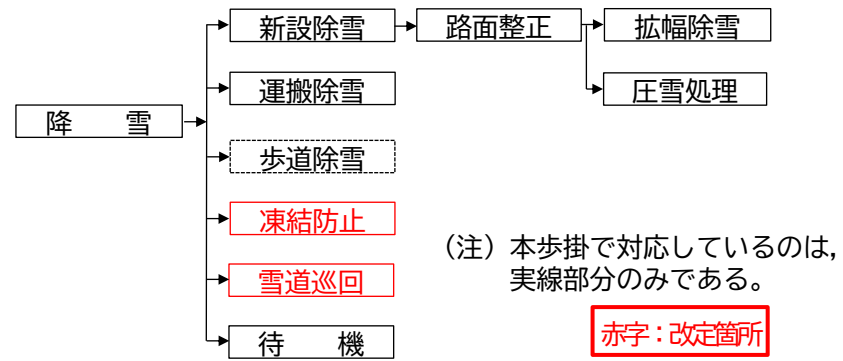 降　　雪
新設除雪
路面整正
拡幅除雪
圧雪処理
運搬除雪
歩道除雪
凍結防止
雪道巡回
待　　機
（注）本歩掛で対応しているのは，
実線部分のみである。
赤字：改定箇所